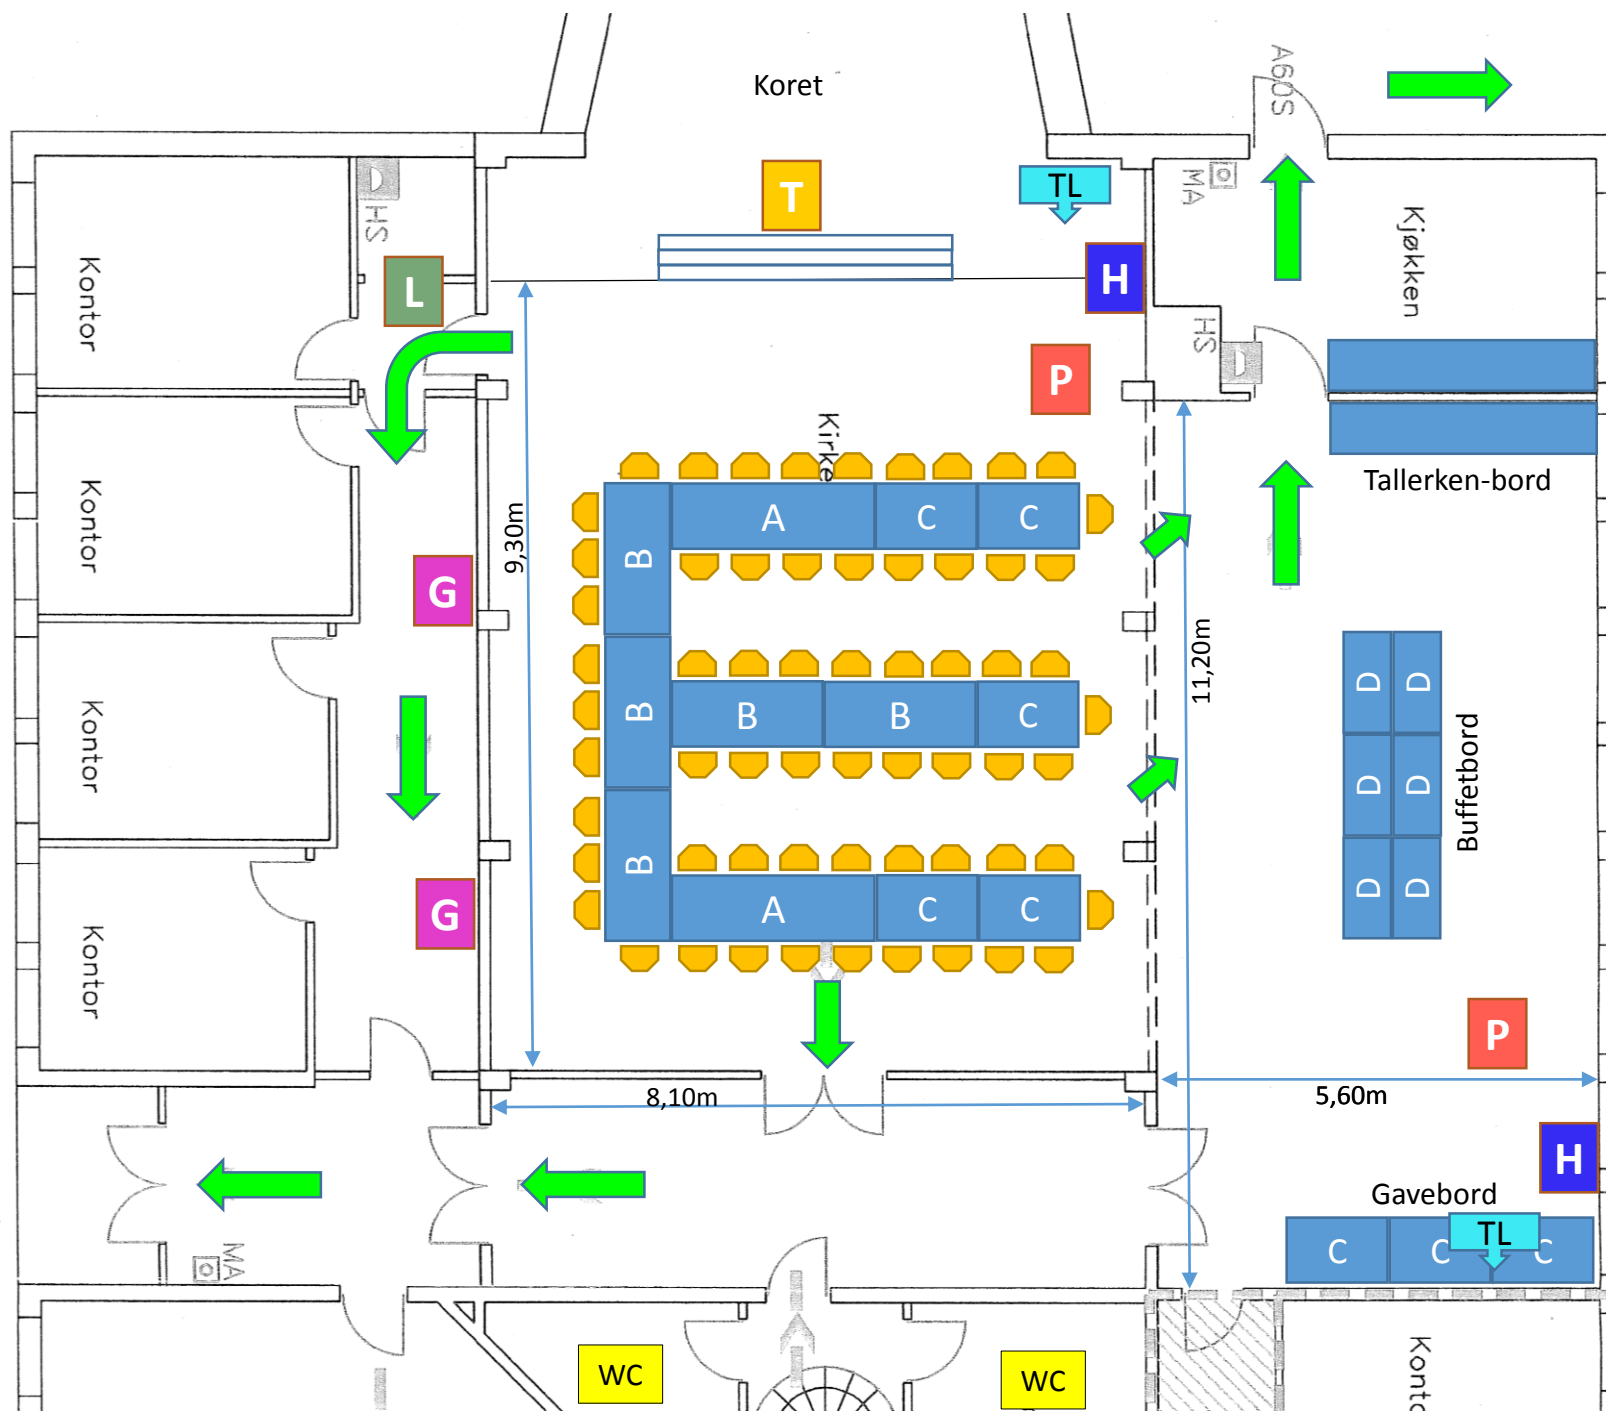 Koret
A60S
T
TL
MA
Kjøkken
HS
L
H
Kontor
HS
P
Kirke
Tallerken-bord
A
C
C
Kontor
9,30m
B
G
11,20m
D
D
B
B
B
C
Kontor
D
D
Buffetbord
B
A
C
C
D
D
G
Kontor
P
8,10m
5,60m
H
Gavebord
TL
C
C
C
MA
WC
WC
Kontc